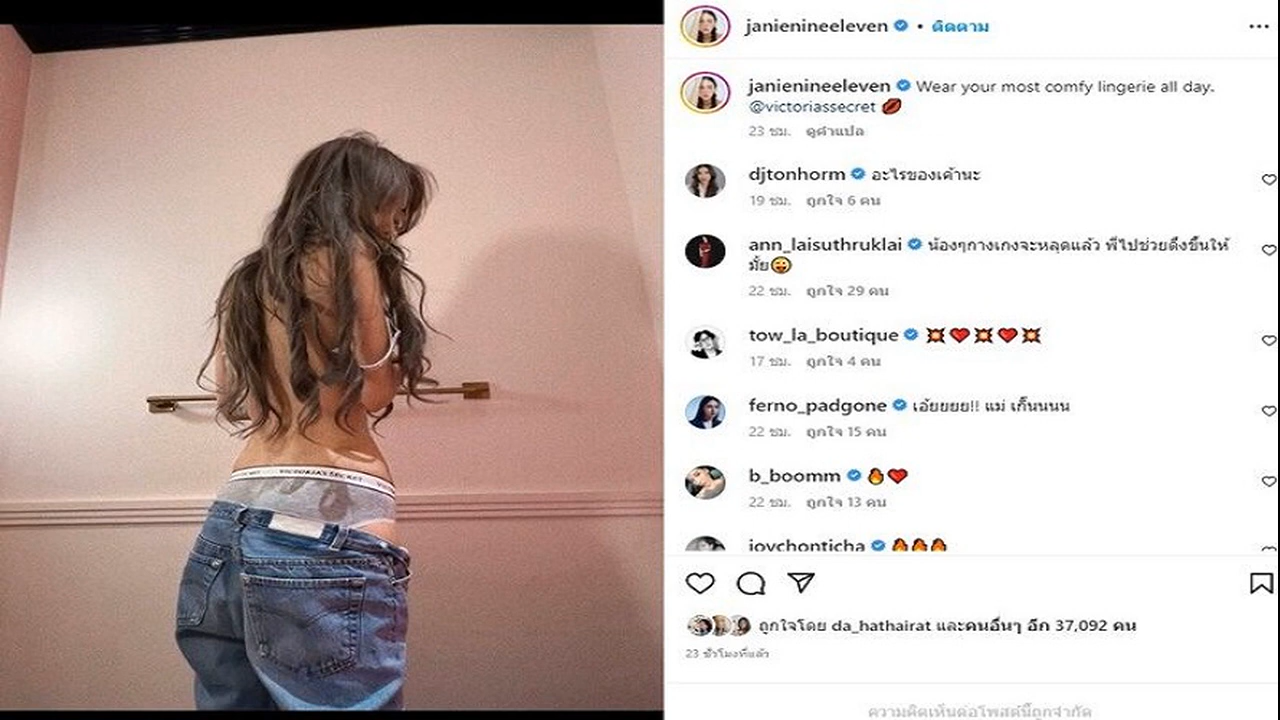 janienineeleven • ติดตาม
janienineeleven Wear your most comfy lingerie all day.
@victoriassecret 💋
23 ชม. ดูคำแปล
djtonhorm อะไรของเค้านะ
19 ชม. ถูกใจ 6 คน
ann_laisuthruklai น้องๆกางเกงจะหลุดแล้ว พี่ไปช่วยดึงขึ้นให้
มั้ย😜
22 ชม. ถูกใจ 29 คน
tow_la_boutique 💥❤️💥❤️💥
17 ชม. ถูกใจ 4 คน
ferno_padgone เอ้ยยยย!! แม่ เกิ๊นนนน
22 ชม. ถูกใจ 15 คน
b_boomm 🔥❤️
22 ชม. ถูกใจ 13 คน
joychonticha 🔥🔥🔥
ถูกใจโดย da_hathairat และคนอื่นๆ อีก 37,092 คน
23 ชั่วโมงที่แล้ว
ความคิดเห็นต่อโพสต์นี้ถูกจำกัด
VICTORIA'S SECRET